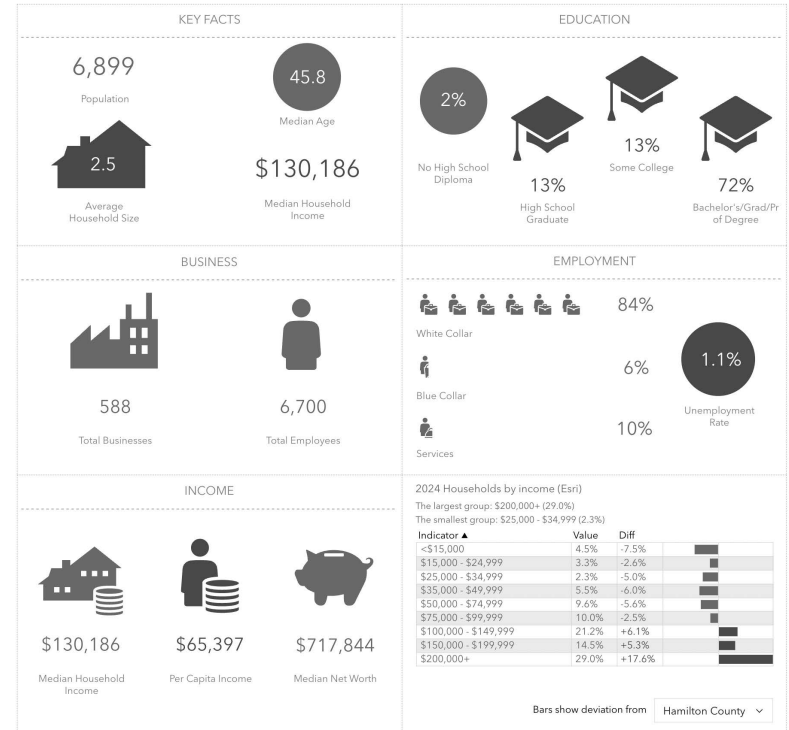 KEY FACTS
6,899
Population
45.8
Median Age
2.5
Average
Household Size
$130,186
Median Household
Income
EDUCATION
2%
No High School
Diploma
13%
High School
Graduate
13%
Some College
72%
Bachelor's/Grad/Pr
of Degree
BUSINESS
588
Total Businesses
6,700
Total Employees
EMPLOYMENT
84%
White Collar
6%
Blue Collar
10%
Services
1.1%
Unemployment
Rate
INCOME
$130,186
Median Household
Income
$65,397
Per Capita Income
$717,844
Median Net Worth
2024 Households by income (Esri)
The largest group: $200,000+ (29.0%)
The smallest group: $25,000 - $34,999 (2.3%)
Indicator ▲ Value Diff
<$15,000 4.5% -7.5%
$15,000 - $24,999 3.3% -2.6%
$25,000 - $34,999 2.3% -5.0%
$35,000 - $49,999 5.5% -6.0%
$50,000 - $74,999 9.6% -5.6%
$75,000 - $99,999 10.0% -2.5%
$100,000 - $149,999 21.2% +6.1%
$150,000 - $199,999 14.5% +5.3%
$200,000+ 29.0% +17.6%
Bars show deviation from Hamilton County